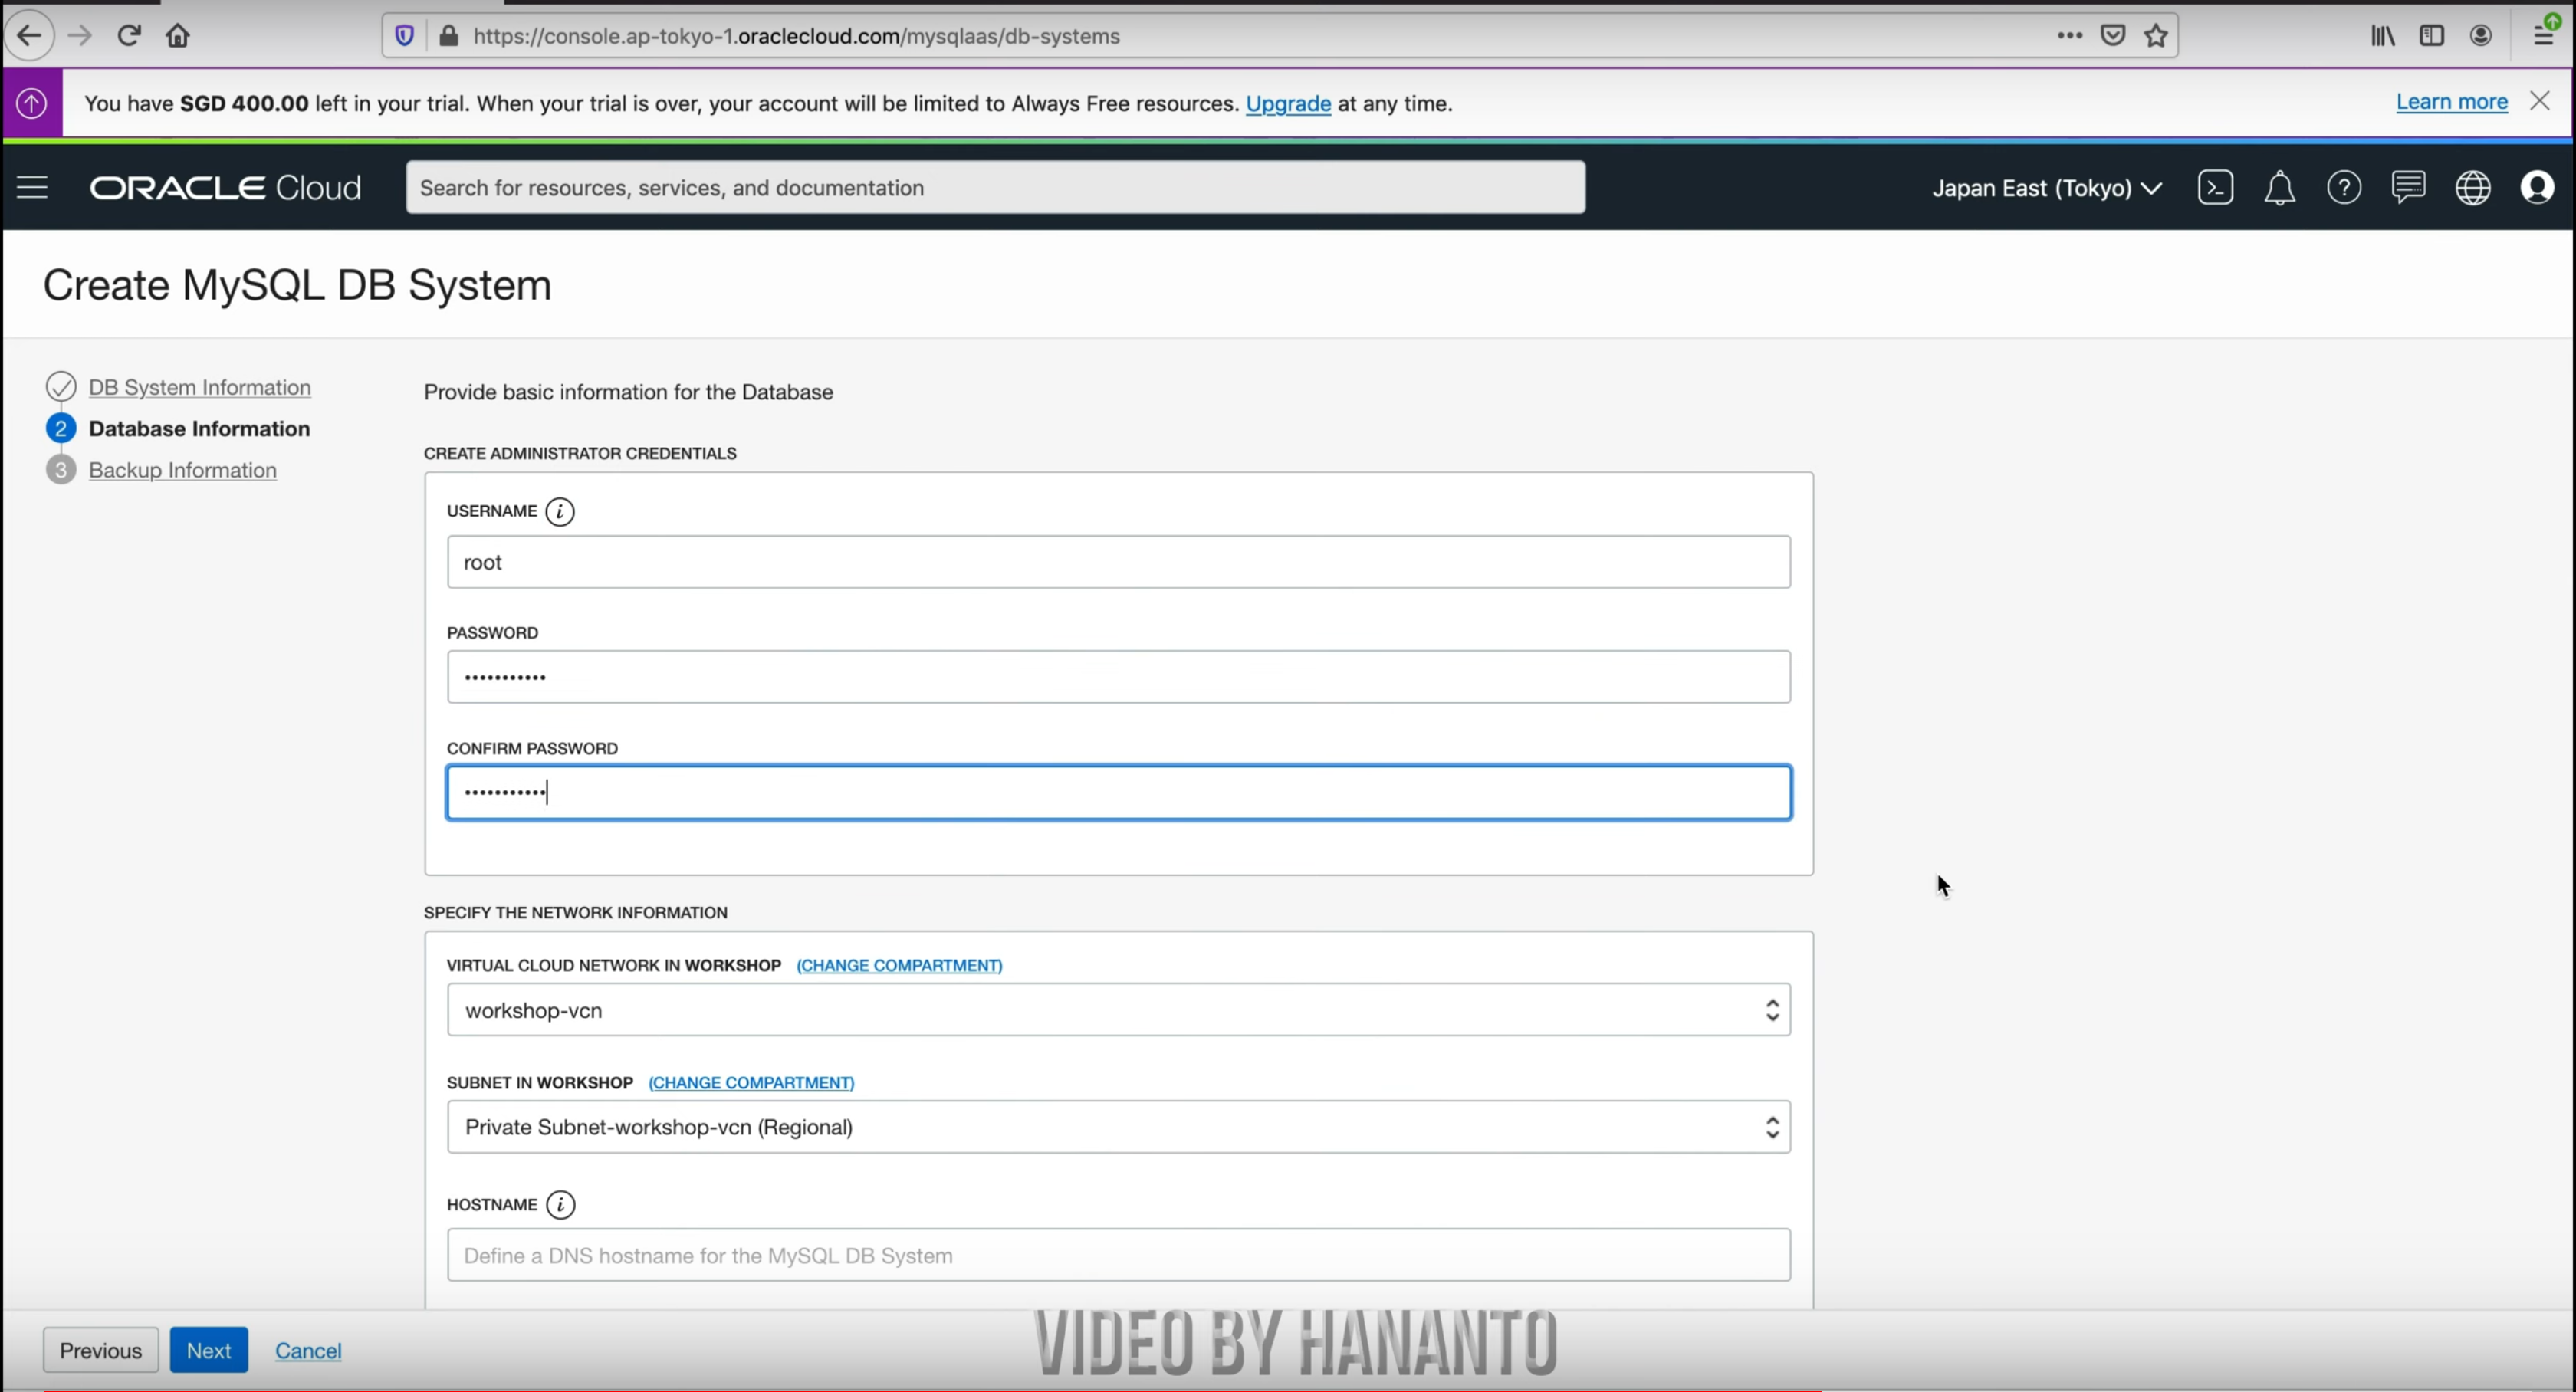 https://console.ap-tokyo-1.oraclecloud.com/mysqlaas/db-systems
You have SGD 400.00 left in your trial. When your trial is over, your account will be limited to Always Free resources. Upgrade at any time.
Learn more
ORACLE Cloud
Search for resources, services, and documentation
Japan East (Tokyo)
Create MySQL DB System
DB System Information
2 Database Information
3 Backup Information
Provide basic information for the Database
CREATE ADMINISTRATOR CREDENTIALS
USERNAME i
root
PASSWORD
•••••••••••
CONFIRM PASSWORD
•••••••••••
SPECIFY THE NETWORK INFORMATION
VIRTUAL CLOUD NETWORK IN WORKSHOP (CHANGE COMPARTMENT)
workshop-vcn
SUBNET IN WORKSHOP (CHANGE COMPARTMENT)
Private Subnet-workshop-vcn (Regional)
HOSTNAME i
Define a DNS hostname for the MySQL DB System
Previous Next Cancel
VIDEO BY HANANTO